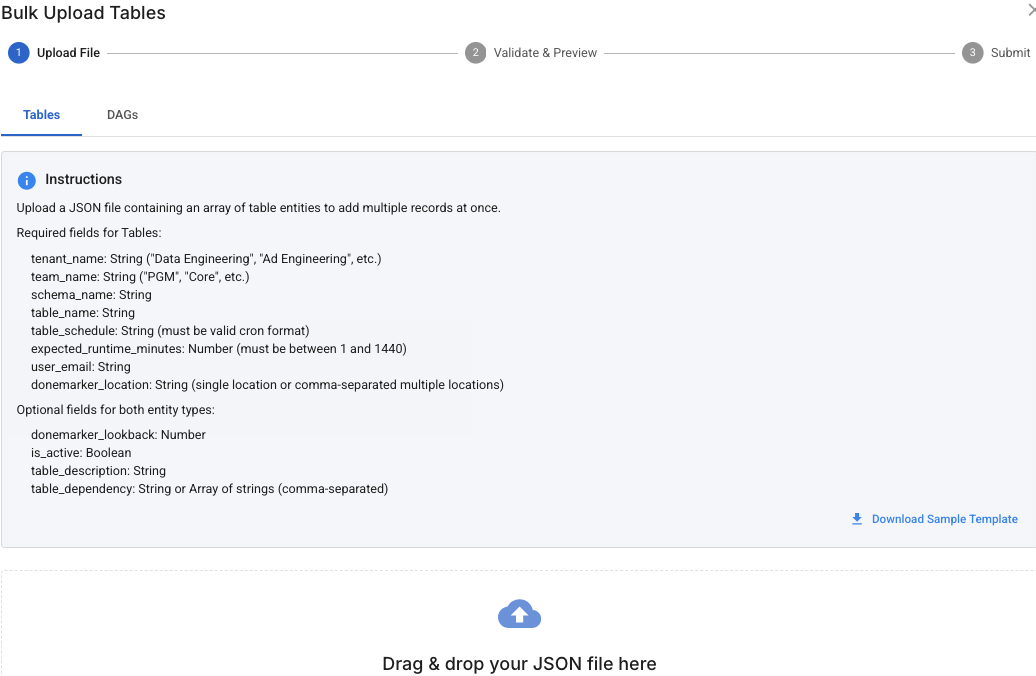 Bulk Upload Tables
1 Upload File 2 Validate & Preview 3 Submit
Tables DAGs
Instructions
Upload a JSON file containing an array of table entities to add multiple records at once.
Required fields for Tables:
tenant_name: String ("Data Engineering", "Ad Engineering", etc.)
team_name: String ("PGM", "Core", etc.)
schema_name: String
table_name: String
table_schedule: String (must be valid cron format)
expected_runtime_minutes: Number (must be between 1 and 1440)
user_email: String
donemarker_location: String (single location or comma-separated multiple locations)
Optional fields for both entity types:
donemarker_lookback: Number
is_active: Boolean
table_description: String
table_dependency: String or Array of strings (comma-separated)
Download Sample Template
Drag & drop your JSON file here